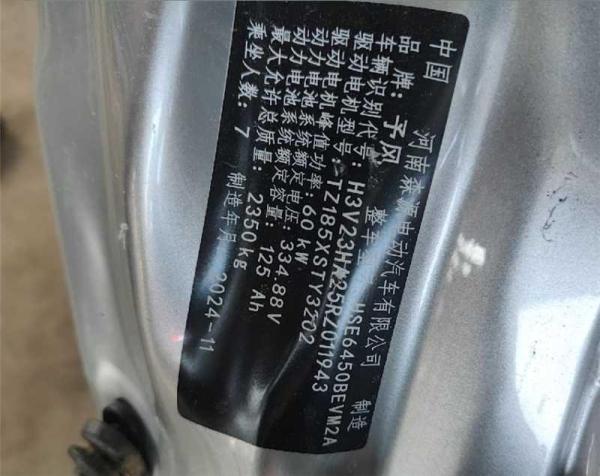 中国 河南森源电动汽车有限公司 制造
品牌：予风 整车型 HSE6450BEVM2A
车辆识别代号：H3V23HA25RZ011943
驱动电机型号：TZ185XSTY3Z02
驱动电机峰值功率：60 kW
动力电池系统额定电压：334.88V
动力电池系统额定容量：125 Ah
最大允许总质量：2350kg
乘坐人数：7 制造年月 2024-11